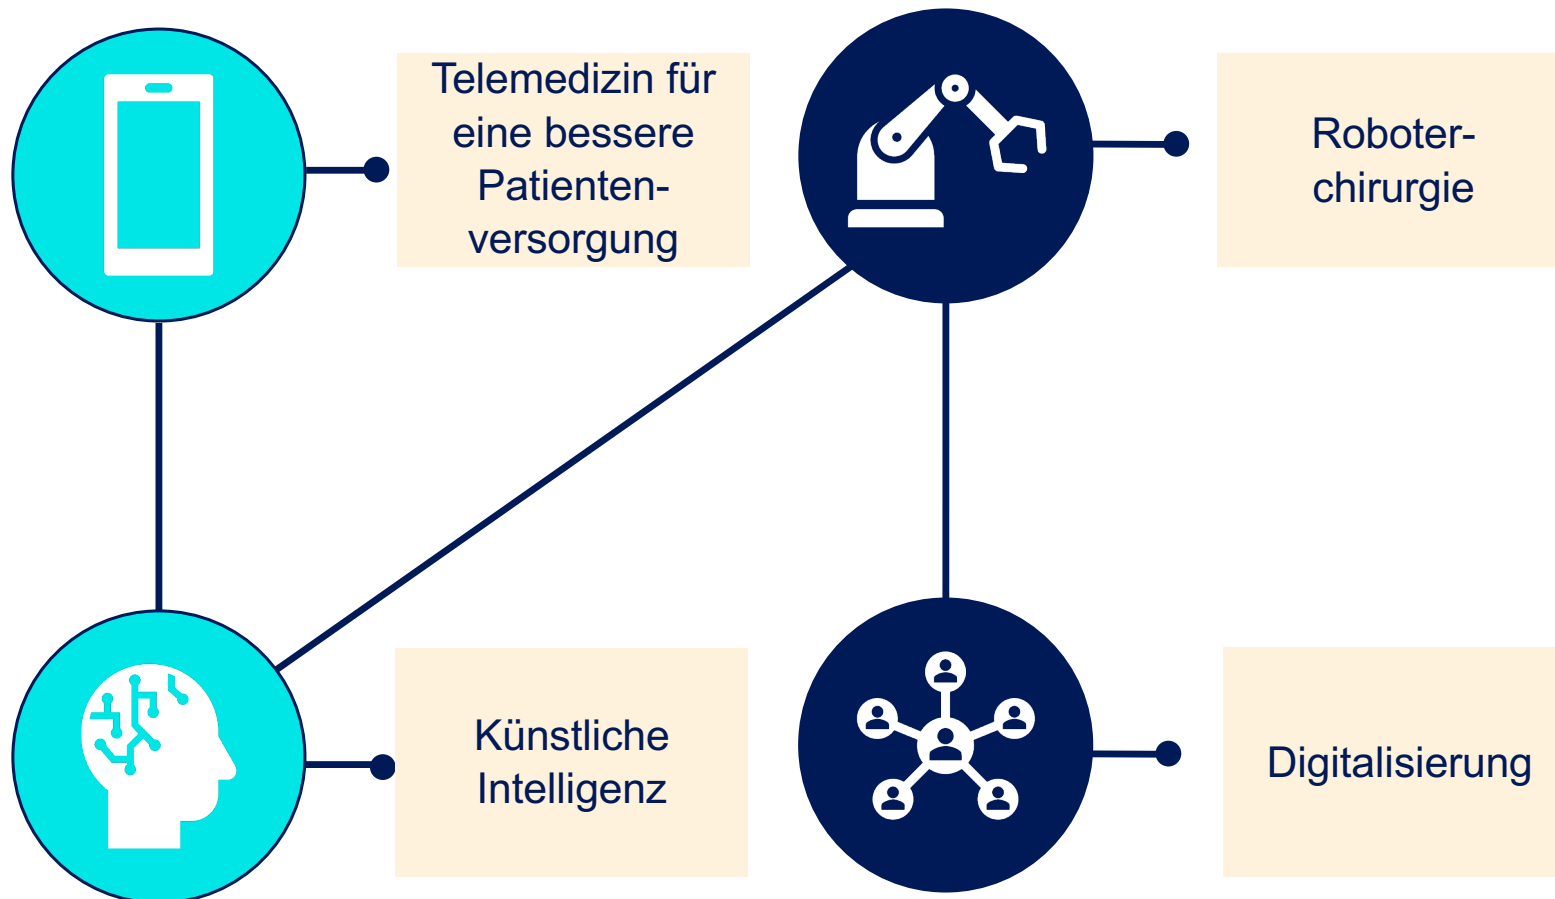 Telemedizin für
eine bessere
Patienten-
versorgung
Roboter-
chirurgie
Künstliche
Intelligenz
Digitalisierung